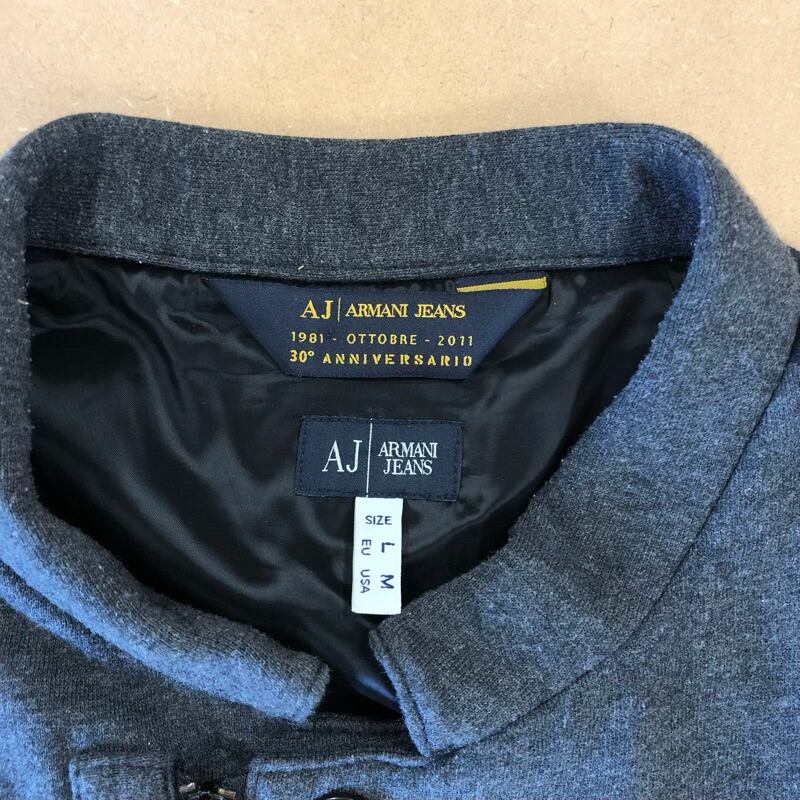 AJ | ARMANI JEANS
1981 - OTTOBRE - 2011
30° ANNIVERSARIO
AJ | ARMANI
JEANS
SIZE
L M
EU USA